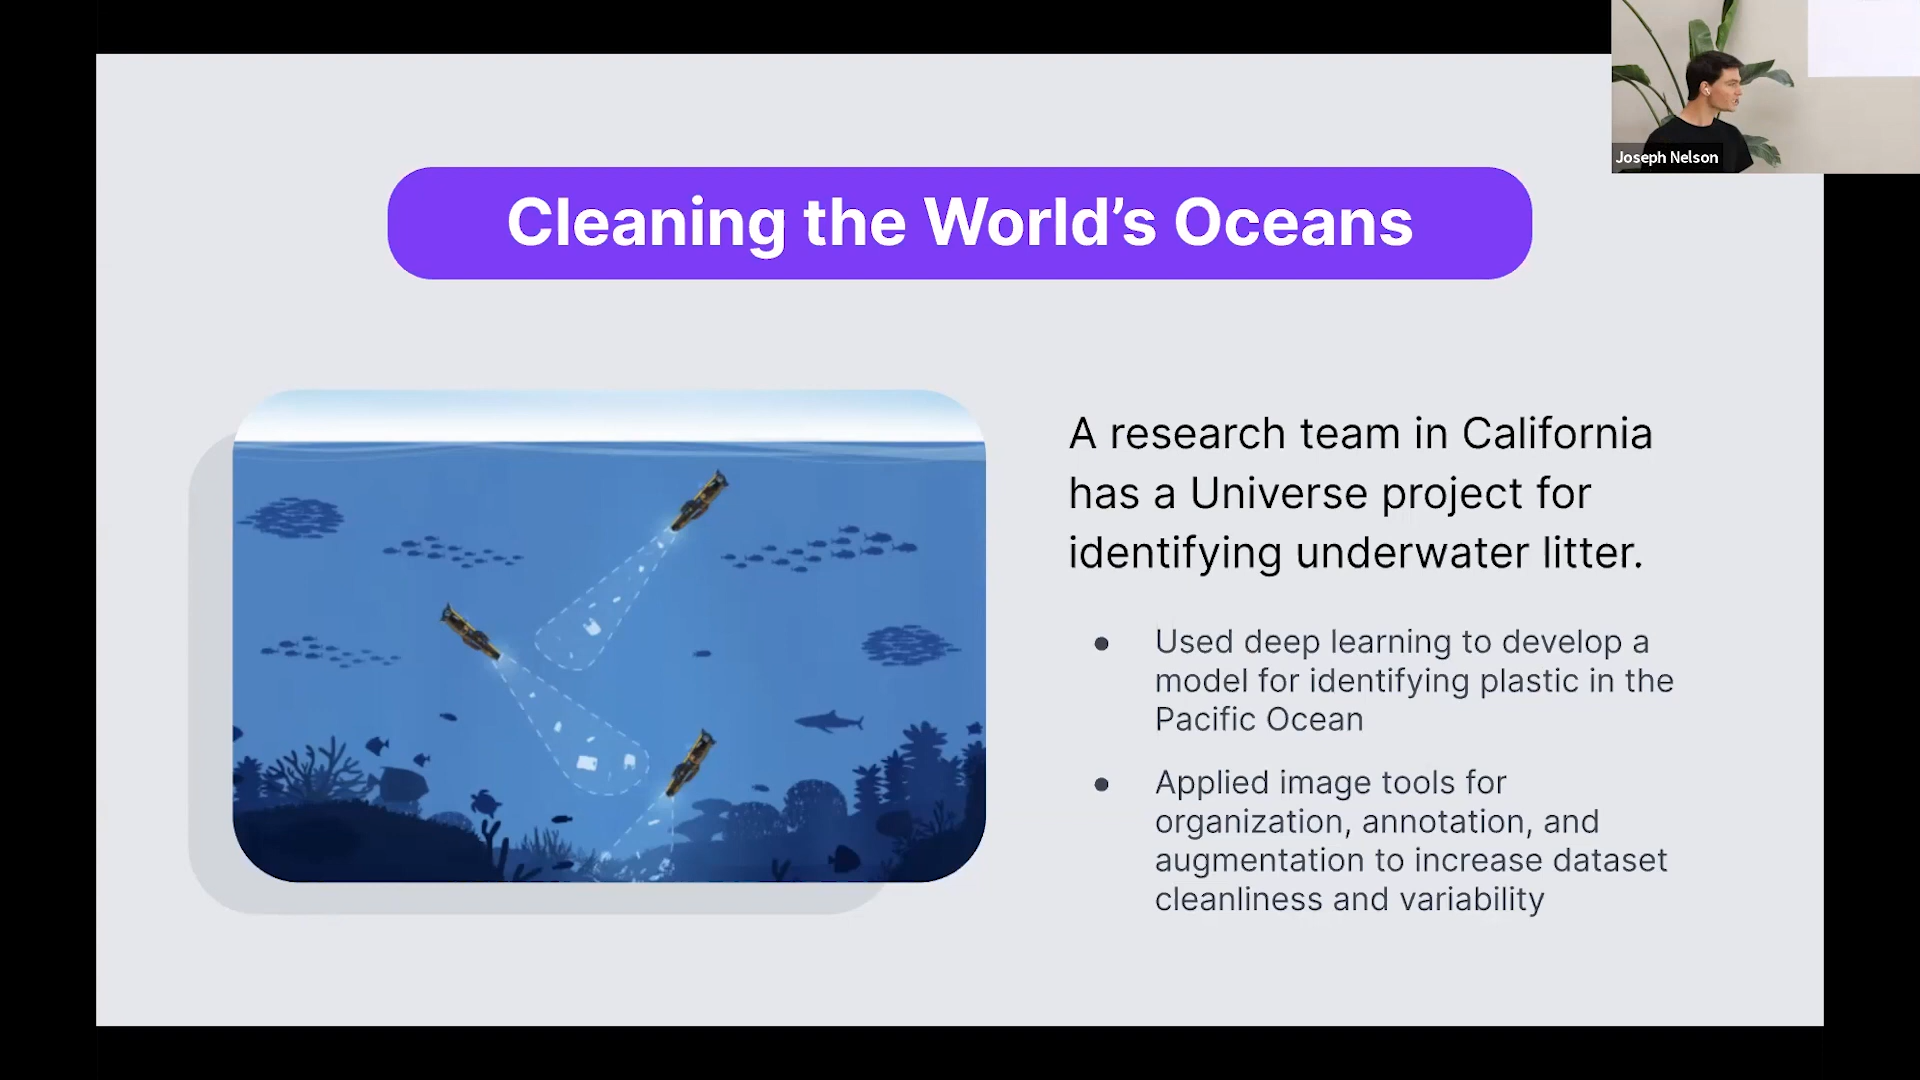 Joseph Nelson
Cleaning the World’s Oceans
A research team in California
has a Universe project for
identifying underwater litter.
● Used deep learning to develop a
model for identifying plastic in the
Pacific Ocean
● Applied image tools for
organization, annotation, and
augmentation to increase dataset
cleanliness and variability